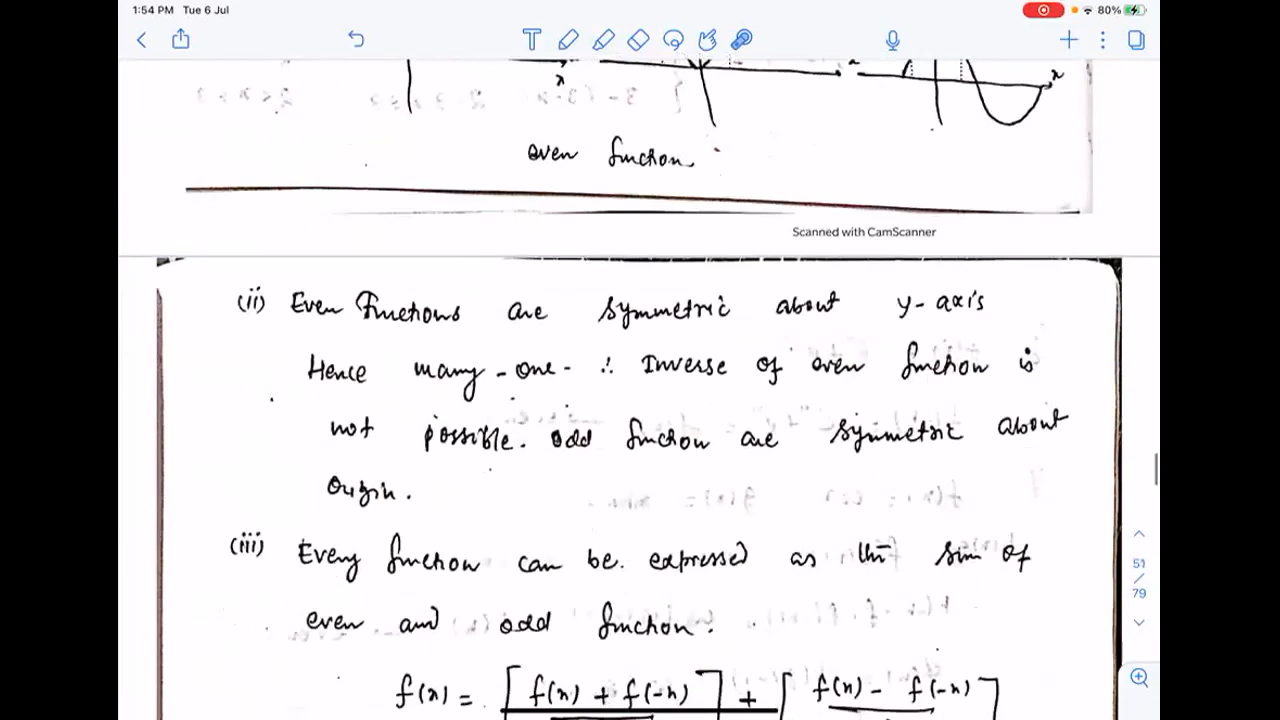 1:54 PM Tue 6 Jul
80%
x
x
even function.
Scanned with CamScanner
(ii) Even Functions are symmetric about y-axis
Hence many-one. ∴ Inverse of even function is
not possible. odd function are symmetric about
Origin.
(iii) Every function can be expressed as the sum of
even and odd function.
f(x) = [ f(x) + f(-x) ] + [ f(x) - f(-x) ]
51
/
79